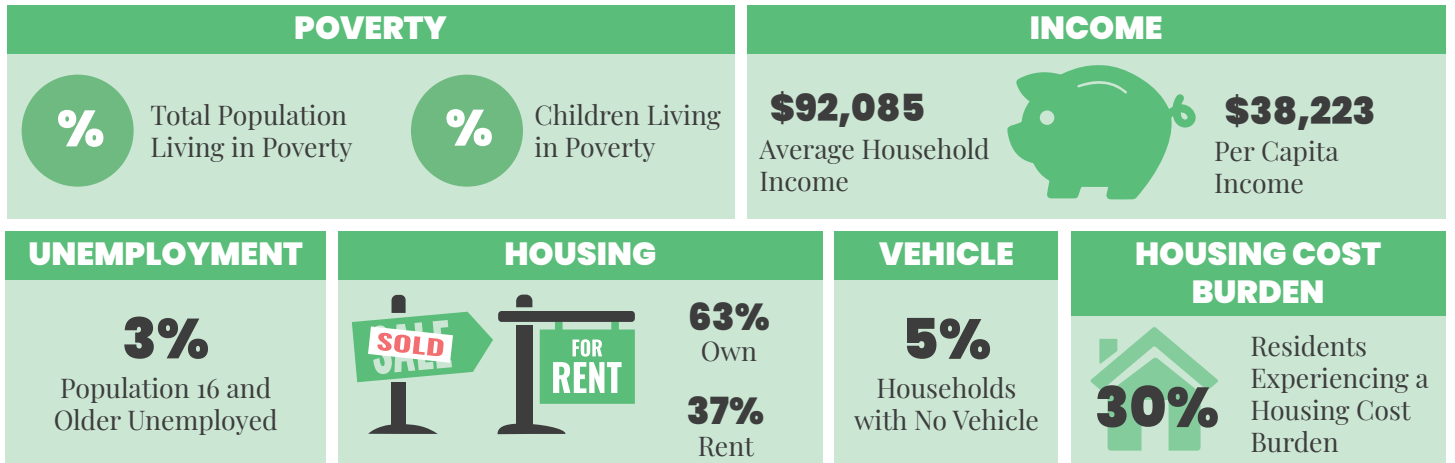 POVERTY
%
Total Population
Living in Poverty
%
Children Living
in Poverty
INCOME
$92,085
Average Household
Income
$38,223
Per Capita
Income
UNEMPLOYMENT
3%
Population 16 and
Older Unemployed
HOUSING
SALE
SOLD
FOR
RENT
63%
Own
37%
Rent
VEHICLE
5%
Households
with No Vehicle
HOUSING COST
BURDEN
30%
Residents
Experiencing a
Housing Cost
Burden